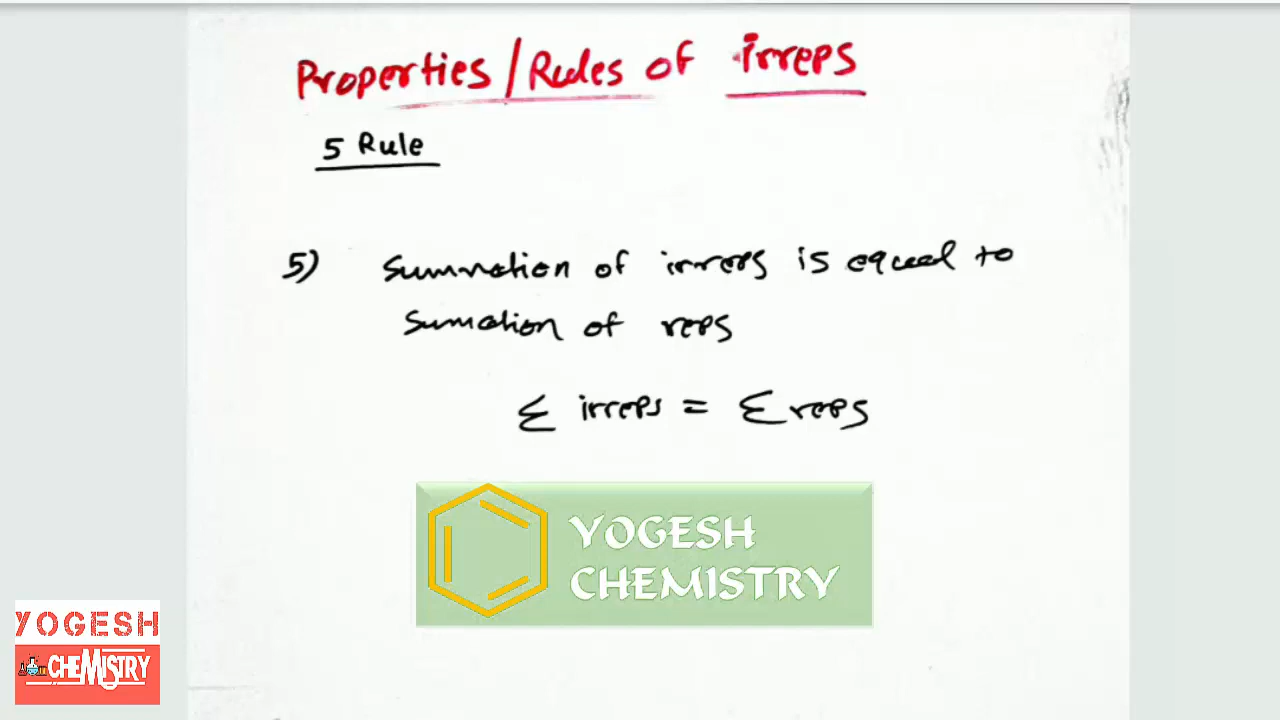 Properties/Rules of irreps
5 Rule
5) Summation of irreps is equal to
Sumation of reps
Σ irreps = Σ reps
YOGESH
CHEMISTRY
YOGESH
CHEMISTRY